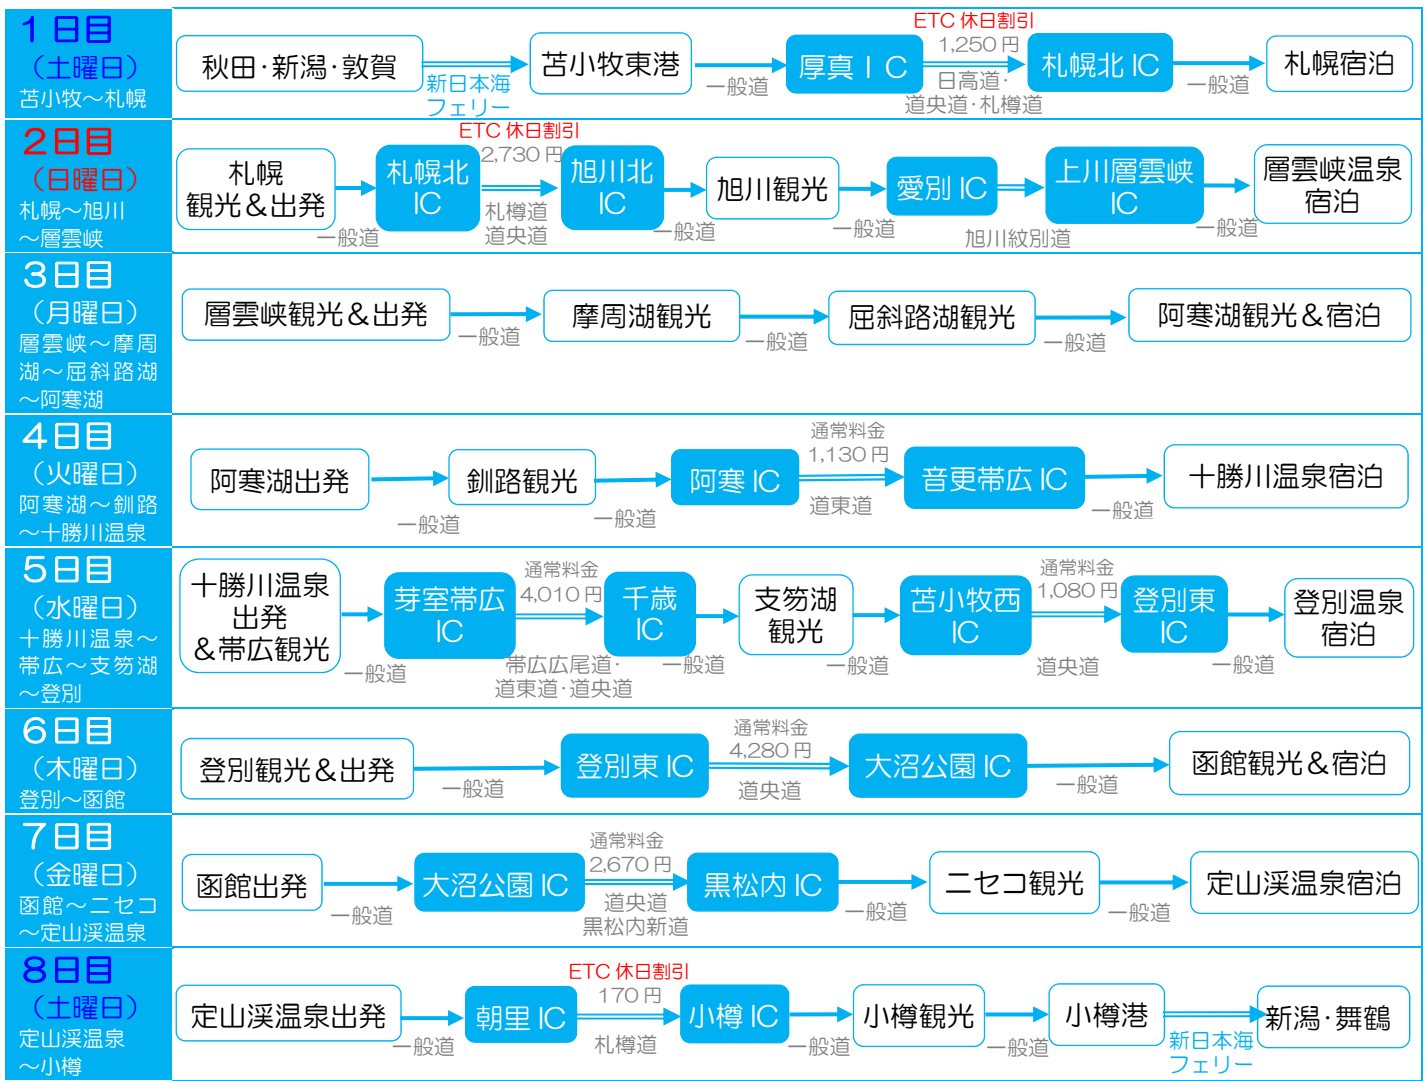 1日目
（土曜日）
苫小牧～札幌
秋田・新潟・敦賀
新日本海
フェリー
苫小牧東港
一般道
厚真ＩＣ
ETC 休日割引
1,250 円
日高道・
道央道・札樽道
札幌北 IC
一般道
札幌宿泊
2日目
（日曜日）
札幌～旭川
～層雲峡
札幌
観光＆出発
一般道
札幌北
IC
ETC 休日割引
2,730 円
札樽道
道央道
旭川北
IC
一般道
旭川観光
一般道
愛別 IC
旭川紋別道
上川層雲峡
IC
一般道
層雲峡温泉
宿泊
3日目
（月曜日）
層雲峡～摩周
湖～屈斜路湖
～阿寒湖
層雲峡観光＆出発
一般道
摩周湖観光
一般道
屈斜路湖観光
一般道
阿寒湖観光＆宿泊
4日目
（火曜日）
阿寒湖～釧路
～十勝川温泉
阿寒湖出発
一般道
釧路観光
一般道
阿寒 IC
通常料金
1,130 円
道東道
音更帯広 IC
一般道
十勝川温泉宿泊
5日目
（水曜日）
十勝川温泉～
帯広～支笏湖
～登別
十勝川温泉
出発
＆帯広観光
一般道
芽室帯広
IC
通常料金
4,010 円
帯広広尾道・
道東道・道央道
千歳
IC
一般道
支笏湖
観光
一般道
苫小牧西
IC
通常料金
1,080 円
道央道
登別東
IC
一般道
登別温泉
宿泊
6日目
（木曜日）
登別～函館
登別観光＆出発
一般道
登別東 IC
通常料金
4,280 円
道央道
大沼公園 IC
一般道
函館観光＆宿泊
7日目
（金曜日）
函館～ニセコ
～定山渓温泉
函館出発
一般道
大沼公園 IC
通常料金
2,670 円
道央道
黒松内新道
黒松内 IC
一般道
ニセコ観光
一般道
定山渓温泉宿泊
8日目
（土曜日）
定山渓温泉
～小樽
定山渓温泉出発
一般道
朝里 IC
ETC 休日割引
170 円
札樽道
小樽 IC
一般道
小樽観光
一般道
小樽港
新日本海
フェリー
新潟・舞鶴